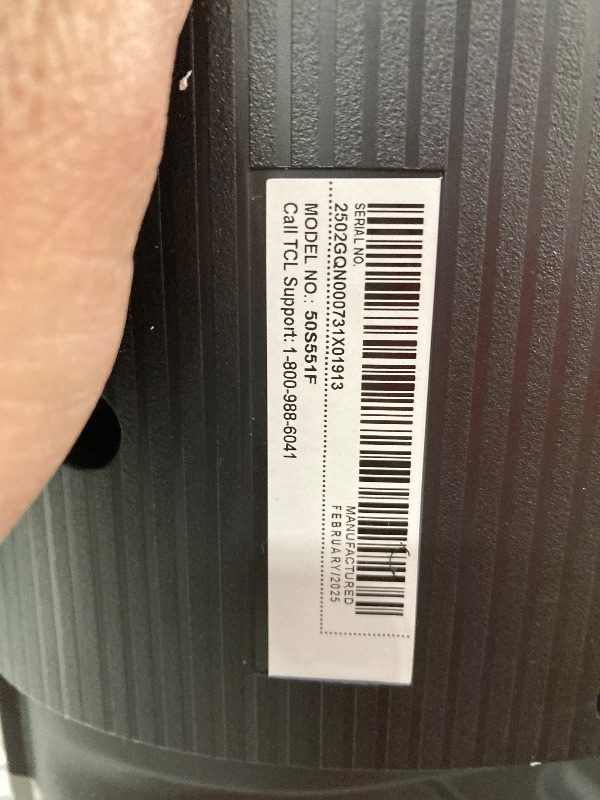 SERIAL NO.
2502GQN000731X01913
MANUFACTURED
FEBRUARY/2025
MODEL NO.: 50S551F
Call TCL Support: 1-800-988-6041